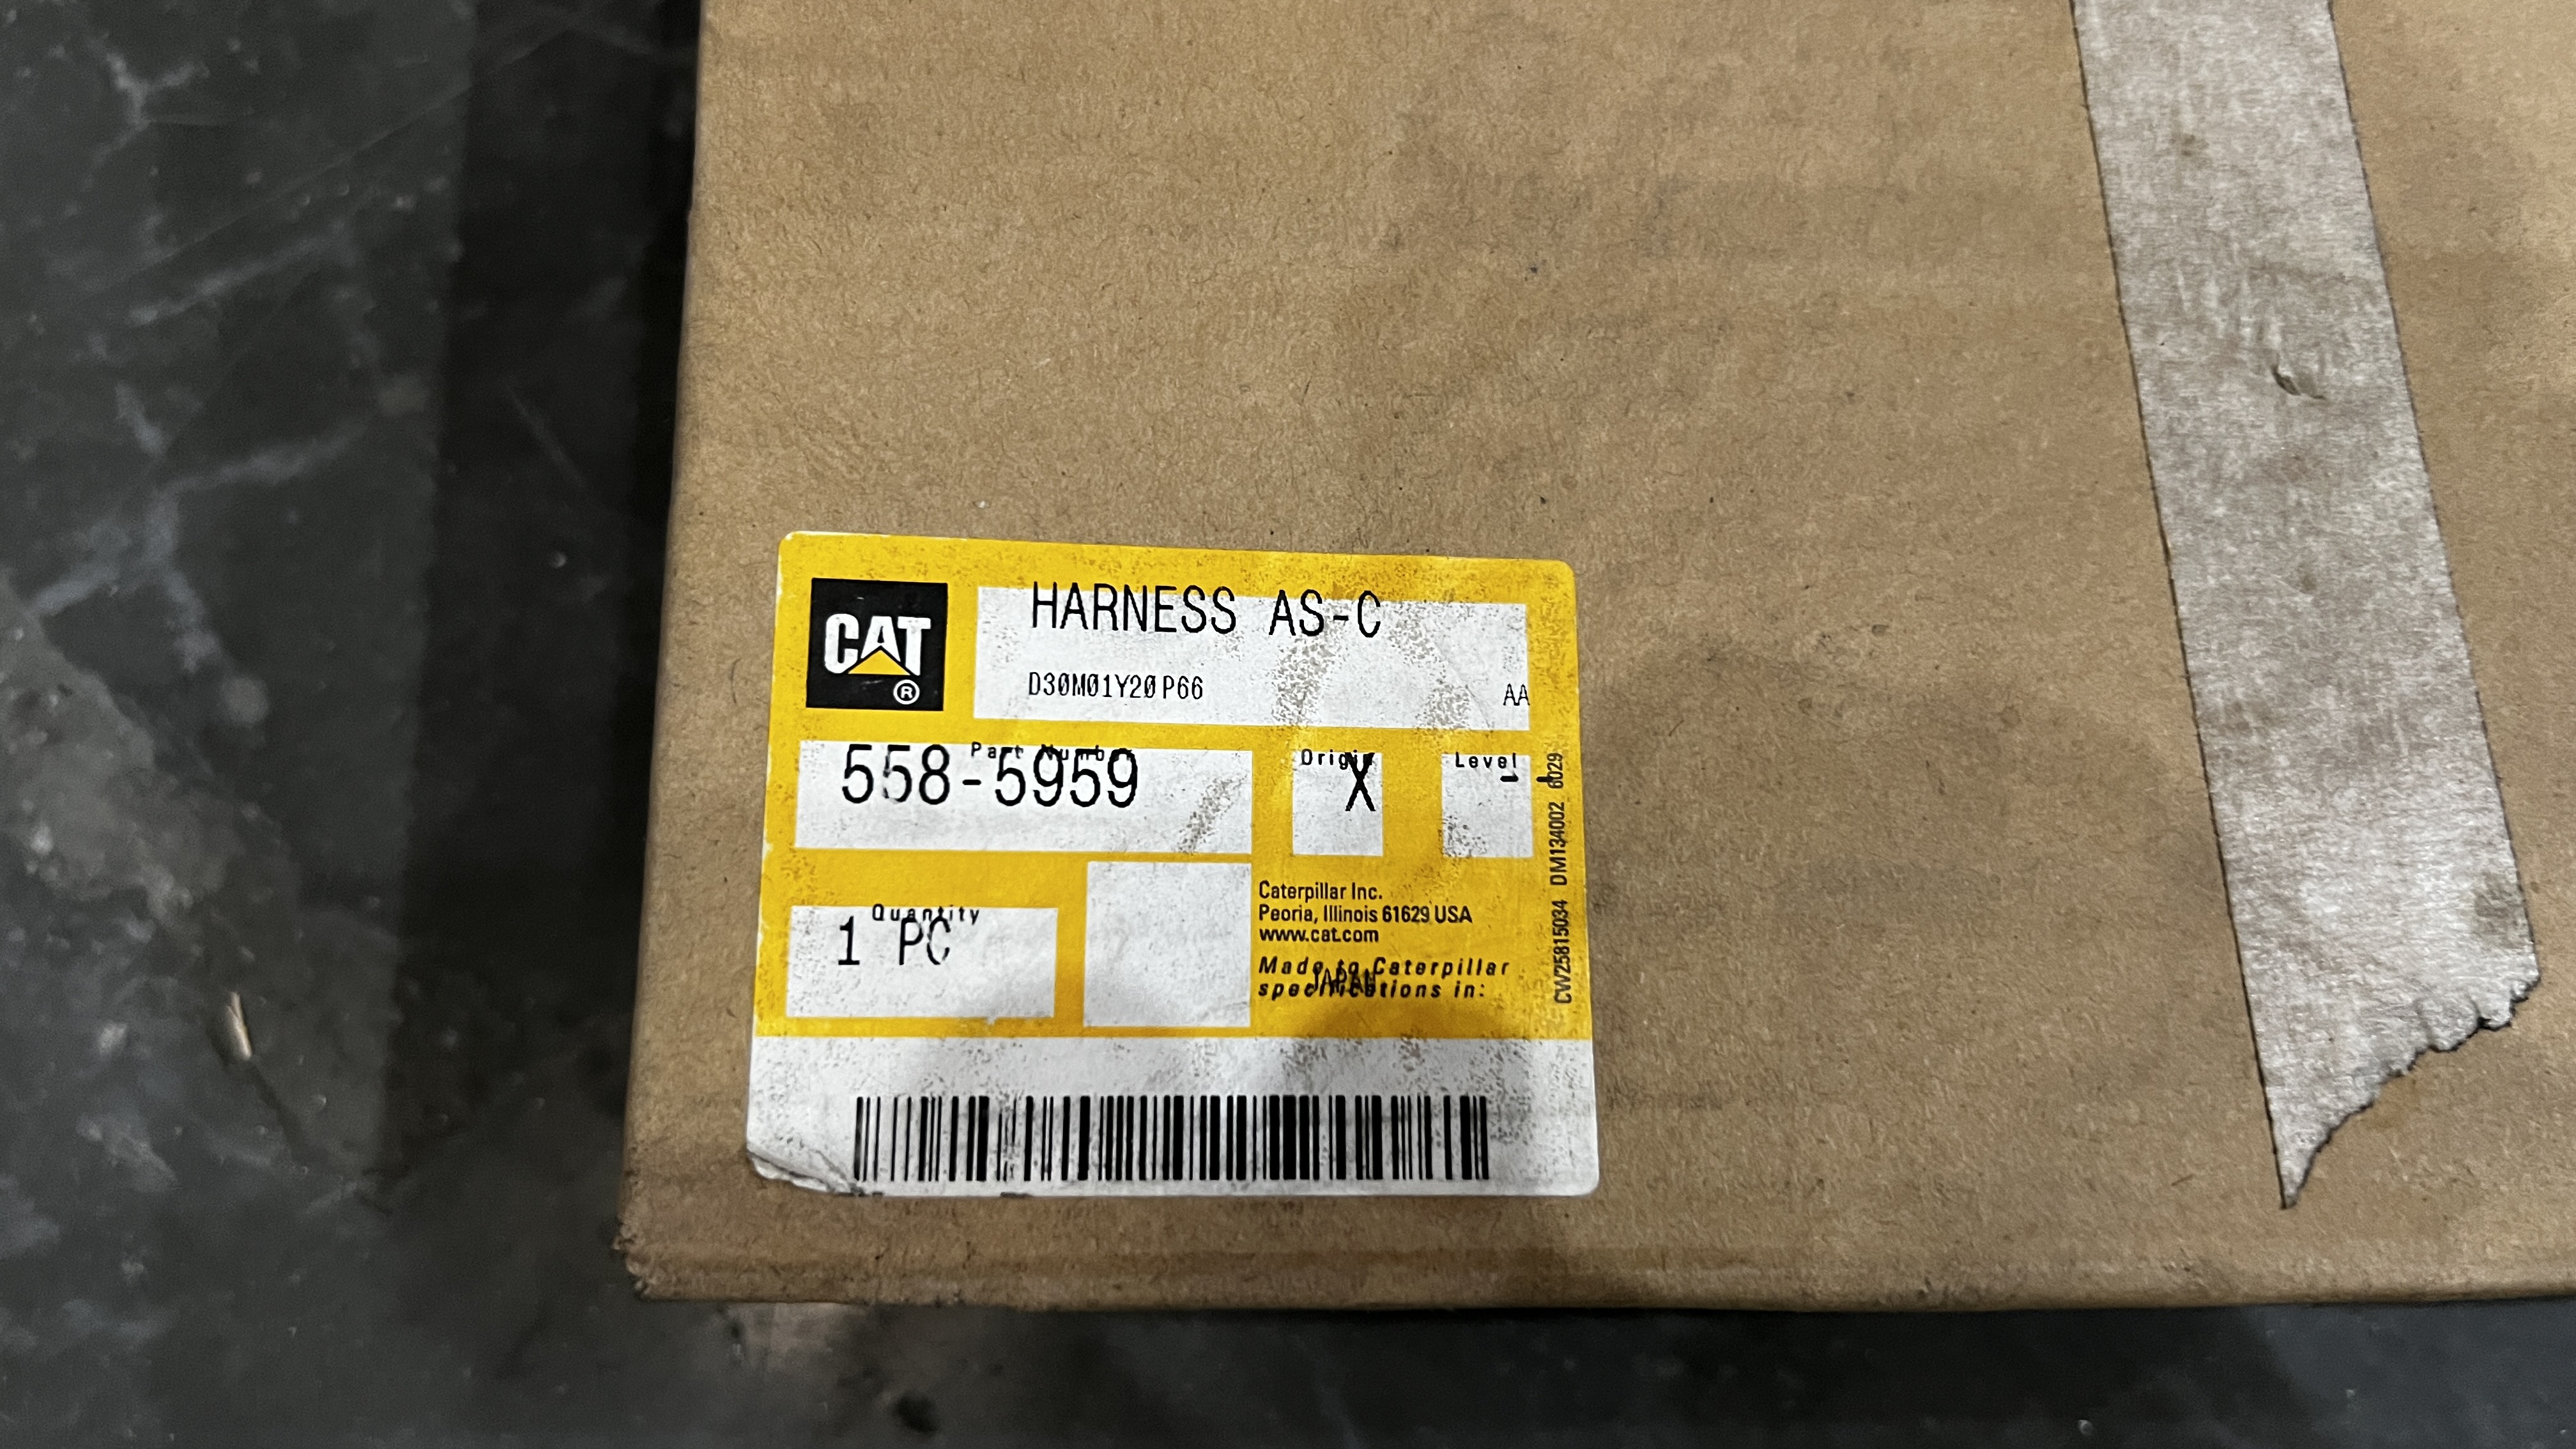 CAT
®
HARNESS AS-C
D30M01Y20P66
AA
Part Number
558-5959
Origin
X
Level
-
Quantity
1 PC
Caterpillar Inc.
Peoria, Illinois 61629 USA
www.cat.com
Made to Caterpillar
specifications in:
JAPAN
CW25815034 DM134002 6029